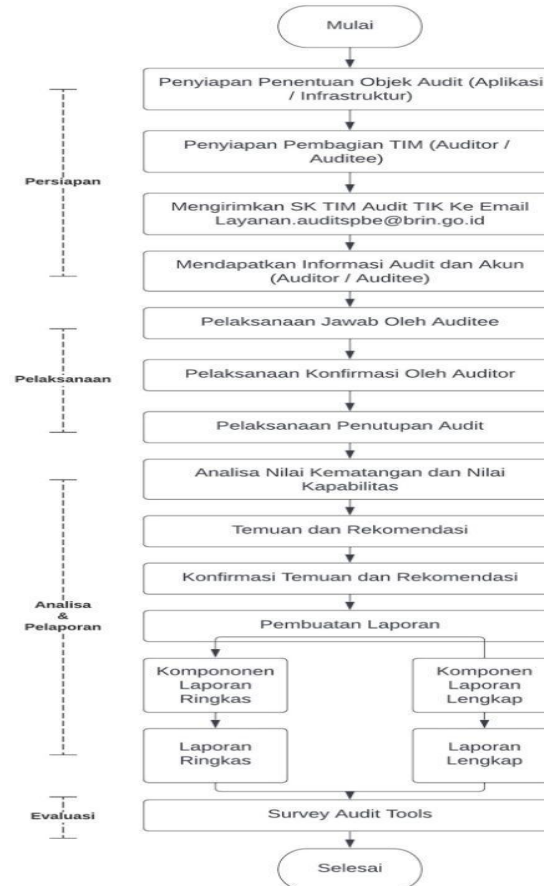 Mulai
Penyiapan Penentuan Objek Audit (Aplikasi
/ Infrastruktur)
Penyiapan Pembagian TIM (Auditor /
Auditee)
Persiapan
Mengirimkan SK TIM Audit TIK Ke Email
Layanan.auditspbe@brin.go.id
Mendapatkan Informasi Audit dan Akun
(Auditor / Auditee)
Pelaksanaan Jawab Oleh Auditee
Pelaksanaan
Pelaksanaan Konfirmasi Oleh Auditor
Pelaksanaan Penutupan Audit
Analisa Nilai Kematangan dan Nilai
Kapabilitas
Temuan dan Rekomendasi
Konfirmasi Temuan dan Rekomendasi
Analisa
&
Pelaporan
Pembuatan Laporan
Kompononen
Laporan
Ringkas
Komponen
Laporan
Lengkap
Laporan
Ringkas
Laporan
Lengkap
Evaluasi
Survey Audit Tools
Selesai